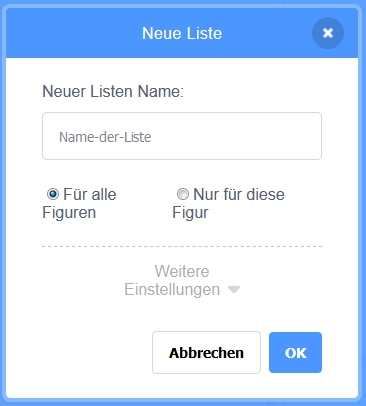 Neue Liste
Neuer Listen Name:
Name-der-Liste
Für alle Figuren
Nur für diese Figur
Weitere
Einstellungen
Abbrechen
OK